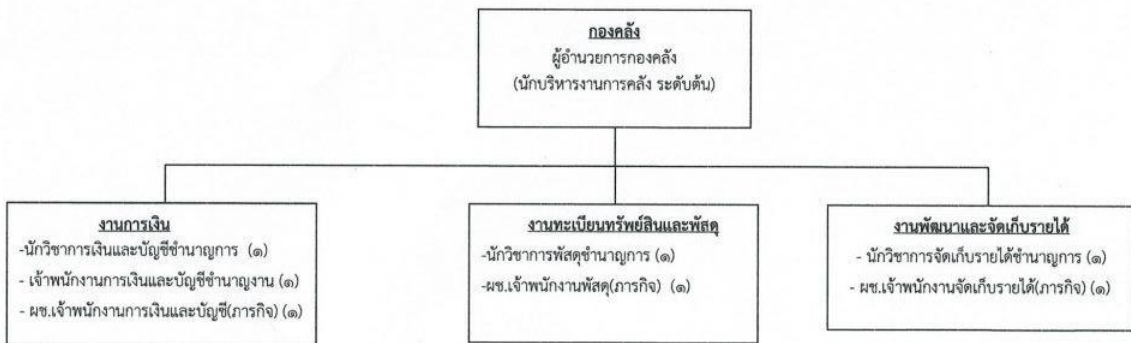 กองคลัง
ผู้อำนวยการกองคลัง
(นักบริหารงานการคลัง ระดับต้น)
งานการเงิน
-นักวิชาการเงินและบัญชีชำนาญการ (๑)
- เจ้าพนักงานการเงินและบัญชีชำนาญงาน (๑)
- ผช.เจ้าพนักงานการเงินและบัญชี(ภารกิจ) (๑)
งานทะเบียนทรัพย์สินและพัสดุ
-นักวิชาการพัสดุชำนาญการ (๑)
-ผช.เจ้าพนักงานพัสดุ(ภารกิจ) (๑)
งานพัฒนาและจัดเก็บรายได้
- นักวิชาการจัดเก็บรายได้ชำนาญการ (๑)
- ผช.เจ้าพนักงานจัดเก็บรายได้(ภารกิจ) (๑)